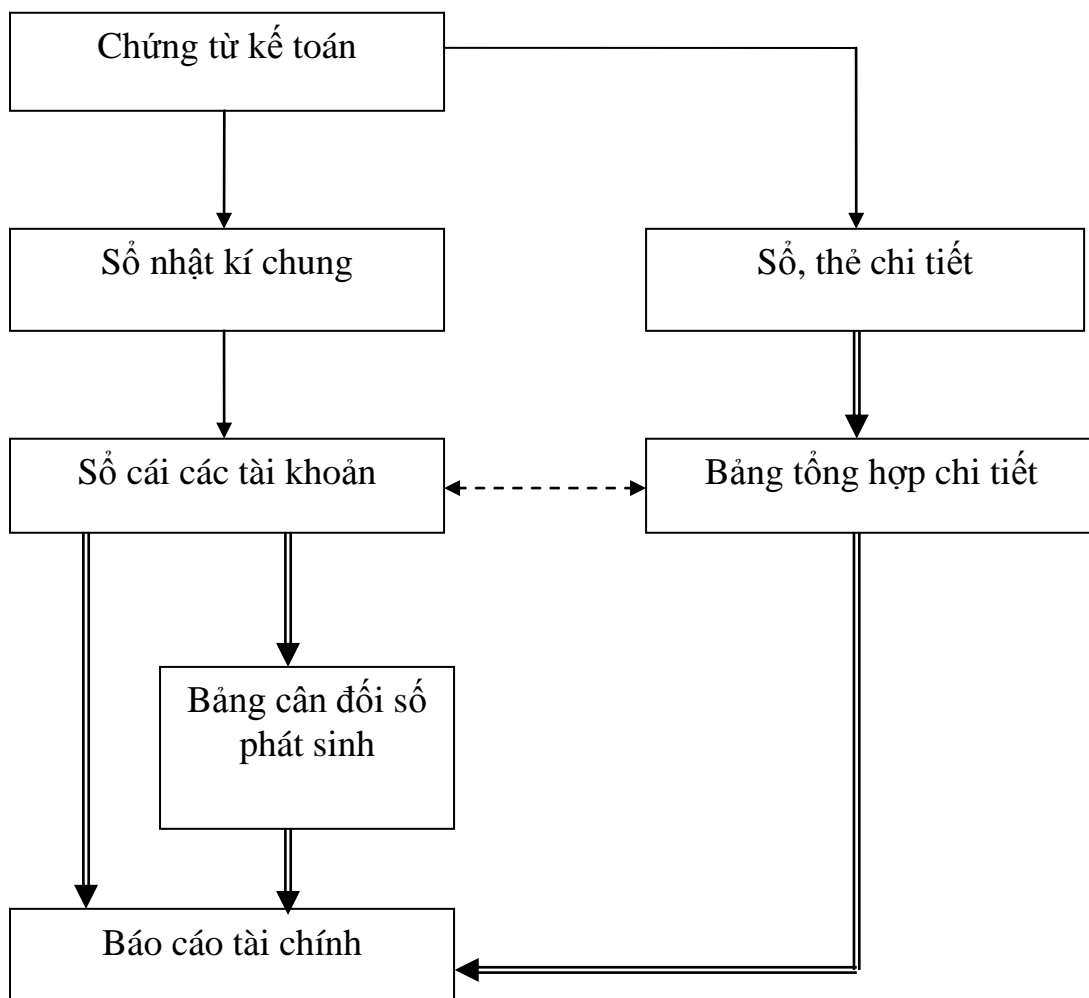 Chứng từ kế toán
Sổ nhật kí chung
Sổ, thẻ chi tiết
Sổ cái các tài khoản
Bảng tổng hợp chi tiết
Bảng cân đối số
phát sinh
Báo cáo tài chính